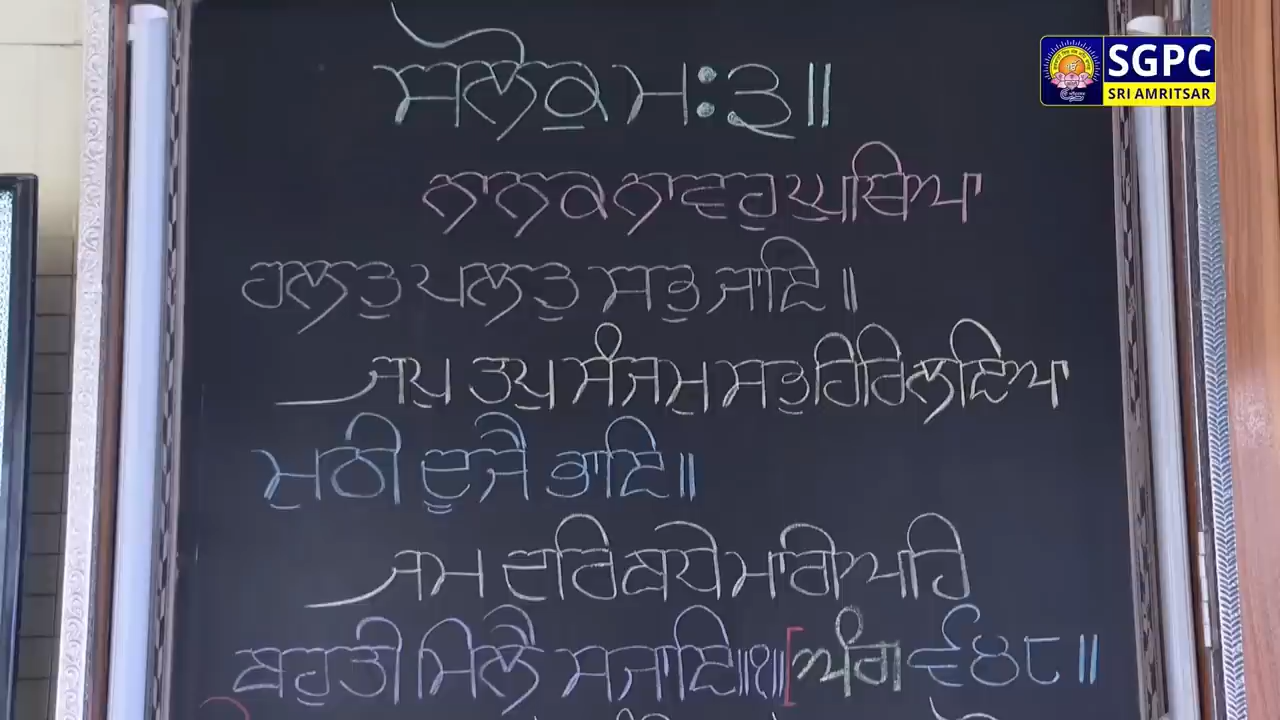 SGPC
SRI AMRITSAR
ਸਲੋਕੁ ਮਃ ੩॥
ਨਾਨਕ ਨਾਵਹੁ ਘੁਥਿਆ
ਹਲਤੁ ਪਲਤੁ ਸਭੁ ਜਾਇ॥
ਜਪੁ ਤਪੁ ਸੰਜਮੁ ਸਭੁ ਹਿਰਿ ਲਇਆ
ਮੁਠੀ ਦੂਜੈ ਭਾਇ॥
ਜਮ ਦਰਿ ਬਧੇ ਮਾਰੀਅਹਿ
ਬਹੁਤੀ ਮਿਲੈ ਸਜਾਇ॥੧॥[ਅੰਗ ੬੪੮॥